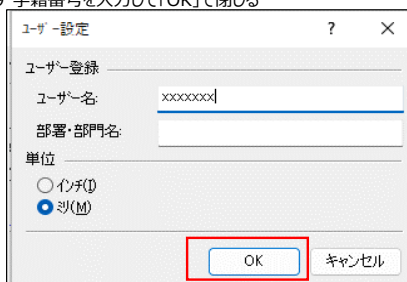 学籍番号を入力して「OK」で閉じる
ユーザー設定
?
ユーザー登録
ユーザー名:
xxxxxxx
部署・部門名:
単位
インチ(I)
ミリ(M)
OK
キャンセル